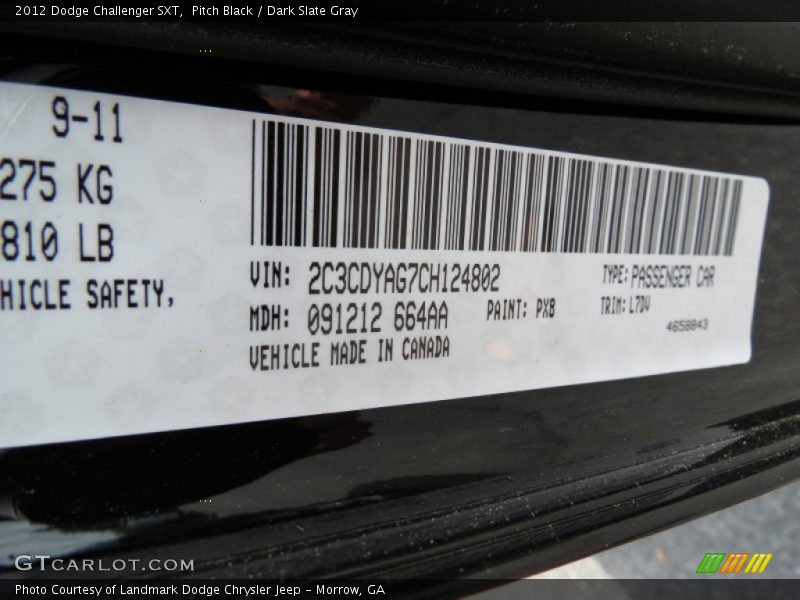 2012 Dodge Challenger SXT, Pitch Black / Dark Slate Gray
9-11
275 KG
810 LB
HICLE SAFETY,
VIN: 2C3CDYAG7CH124802
TYPE: PASSENGER CAR
MDH: 091212 664AA
PAINT: PX8
TRIM: L7DV
VEHICLE MADE IN CANADA
4658843
GTCARLOT.COM
Photo Courtesy of Landmark Dodge Chrysler Jeep - Morrow, GA